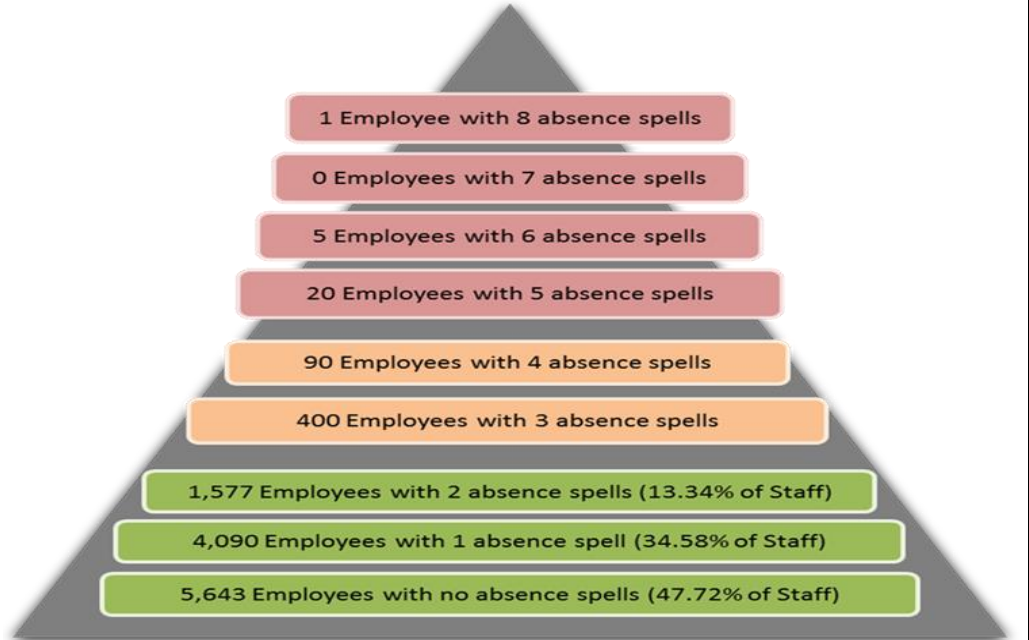 1 Employee with 8 absence spells
0 Employees with 7 absence spells
5 Employees with 6 absence spells
20 Employees with 5 absence spells
90 Employees with 4 absence spells
400 Employees with 3 absence spells
1,577 Employees with 2 absence spells (13.34% of Staff)
4,090 Employees with 1 absence spell (34.58% of Staff)
5,643 Employees with no absence spells (47.72% of Staff)